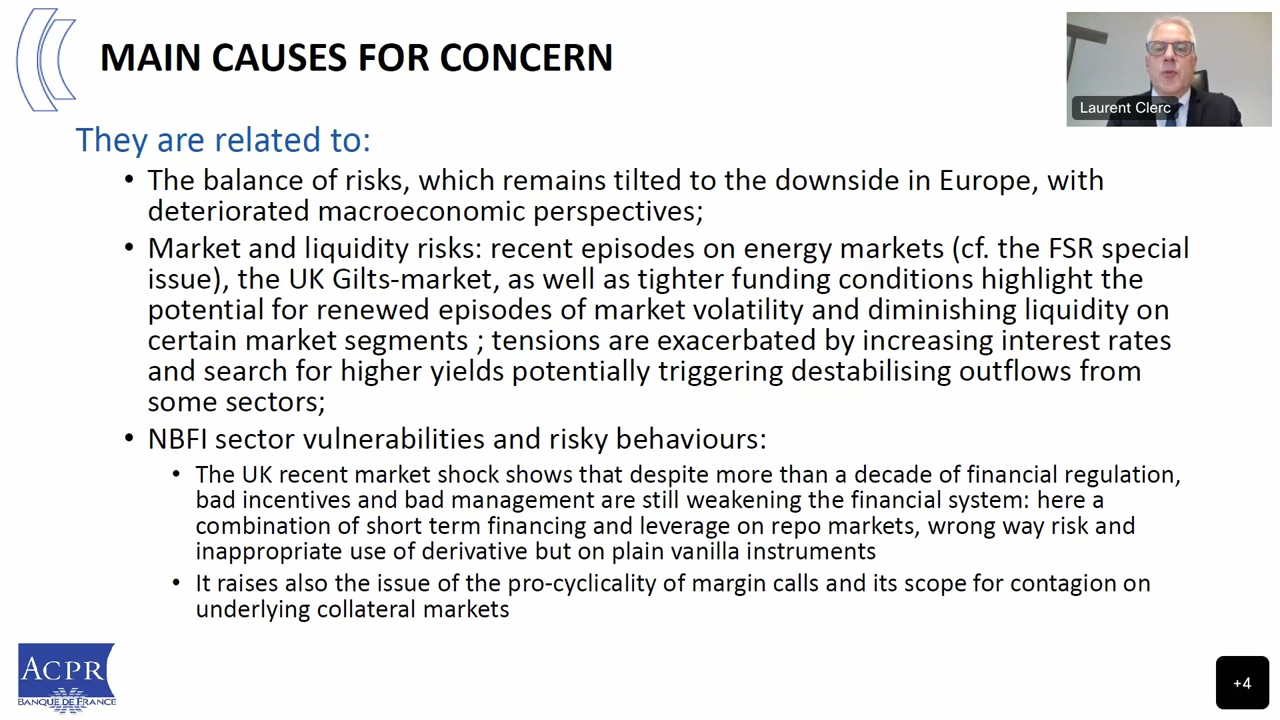 MAIN CAUSES FOR CONCERN
Laurent Clerc
They are related to:
• The balance of risks, which remains tilted to the downside in Europe, with
deteriorated macroeconomic perspectives;
• Market and liquidity risks: recent episodes on energy markets (cf. the FSR special
issue), the UK Gilts-market, as well as tighter funding conditions highlight the
potential for renewed episodes of market volatility and diminishing liquidity on
certain market segments ; tensions are exacerbated by increasing interest rates
and search for higher yields potentially triggering destabilising outflows from
some sectors;
• NBFI sector vulnerabilities and risky behaviours:
• The UK recent market shock shows that despite more than a decade of financial regulation,
bad incentives and bad management are still weakening the financial system: here a
combination of short term financing and leverage on repo markets, wrong way risk and
inappropriate use of derivative but on plain vanilla instruments
• It raises also the issue of the pro-cyclicality of margin calls and its scope for contagion on
underlying collateral markets
ACPR
BANQUE DE FRANCE
+4